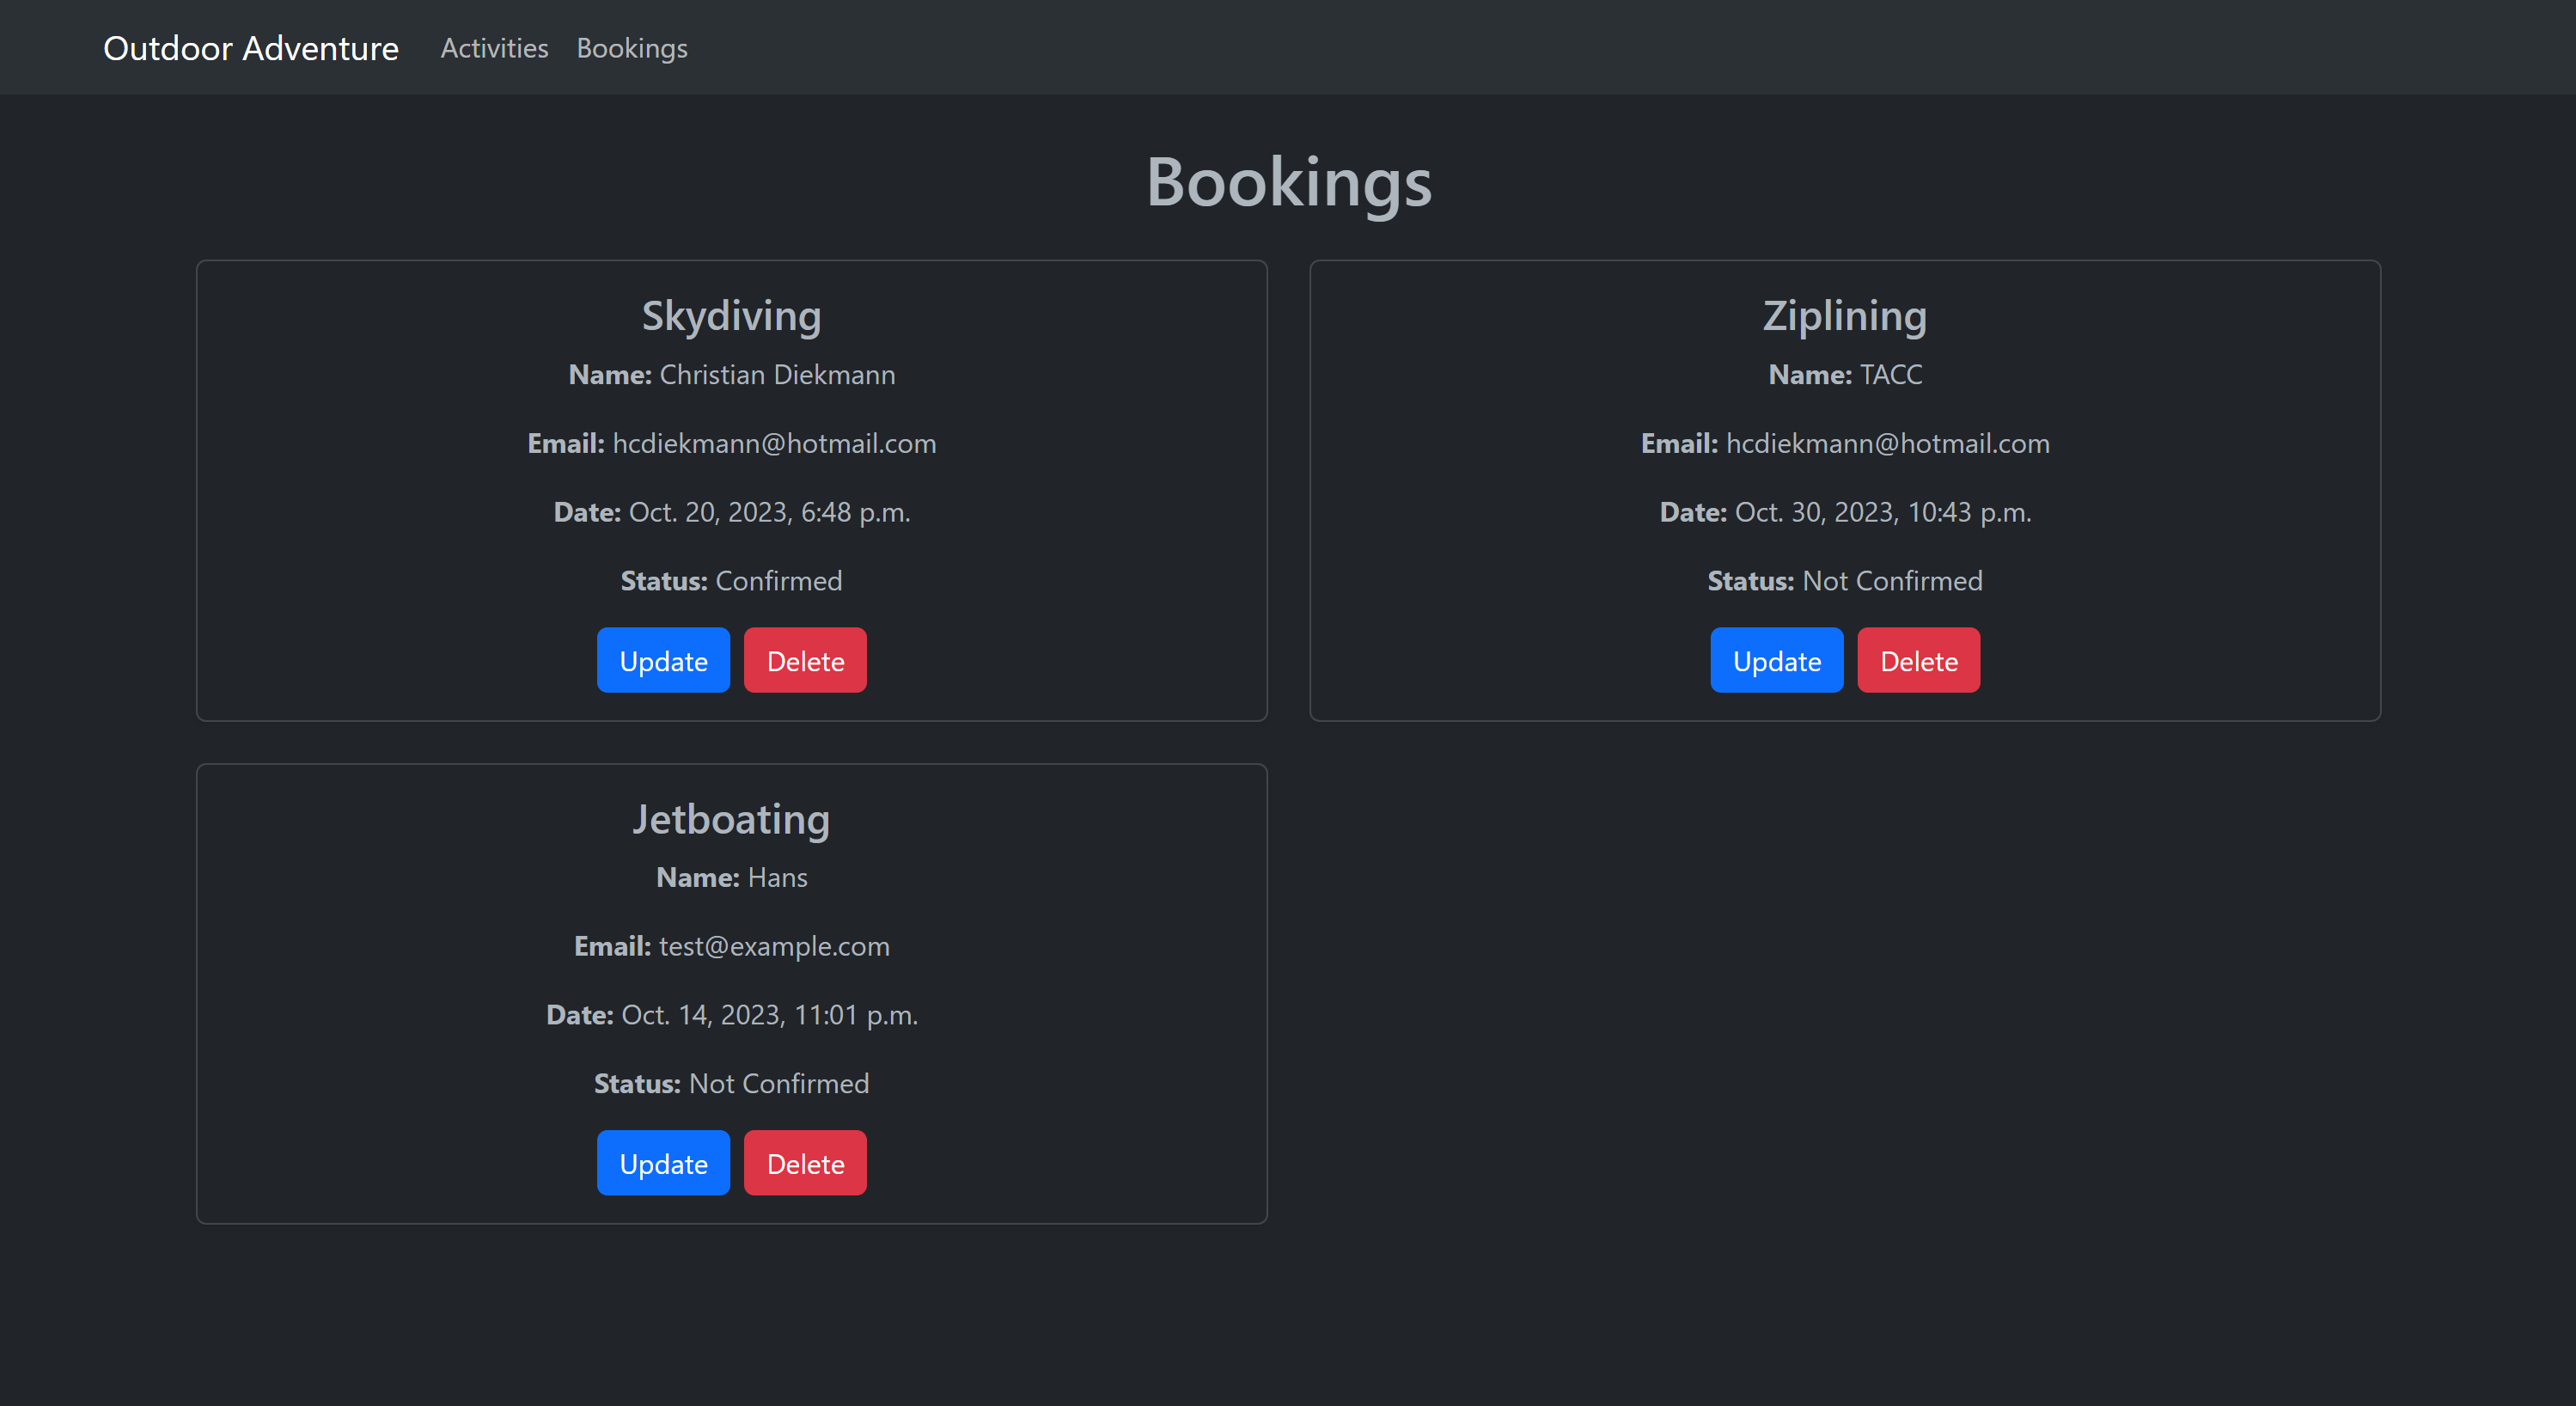 Outdoor Adventure Activities Bookings
Bookings
Skydiving
Name: Christian Diekmann
Email: hcdiekmann@hotmail.com
Date: Oct. 20, 2023, 6:48 p.m.
Status: Confirmed
Update Delete
Ziplining
Name: TACC
Email: hcdiekmann@hotmail.com
Date: Oct. 30, 2023, 10:43 p.m.
Status: Not Confirmed
Update Delete
Jetboating
Name: Hans
Email: test@example.com
Date: Oct. 14, 2023, 11:01 p.m.
Status: Not Confirmed
Update Delete